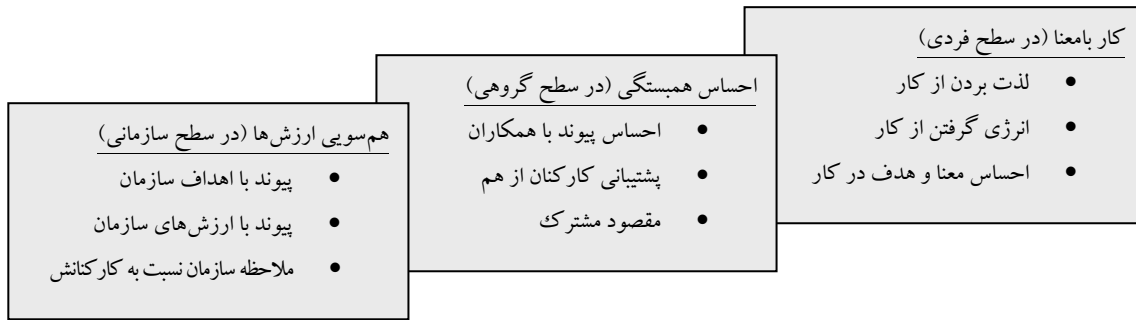 کار بامعنا (در سطح فردی)
• لذت بردن از کار
• انرژی گرفتن از کار
• احساس معنا و هدف در کار
احساس همبستگی (در سطح گروهی)
• احساس پیوند با همکاران
• پشتیبانی کارکنان از هم
• مقصود مشترک
هم‌سویی ارزش‌ها (در سطح سازمانی)
• پیوند با اهداف سازمان
• پیوند با ارزش‌های سازمان
• ملاحظه سازمان نسبت به کارکنانش